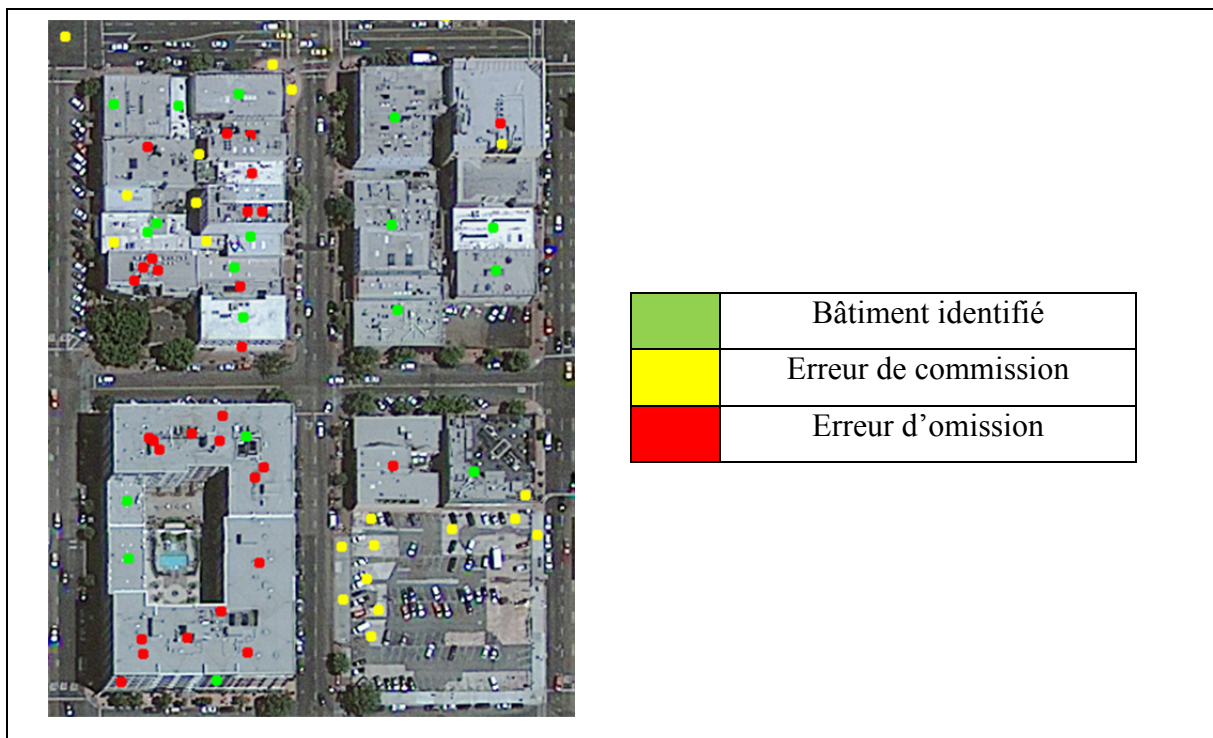 Bâtiment identifié
Erreur de commission
Erreur d’omission